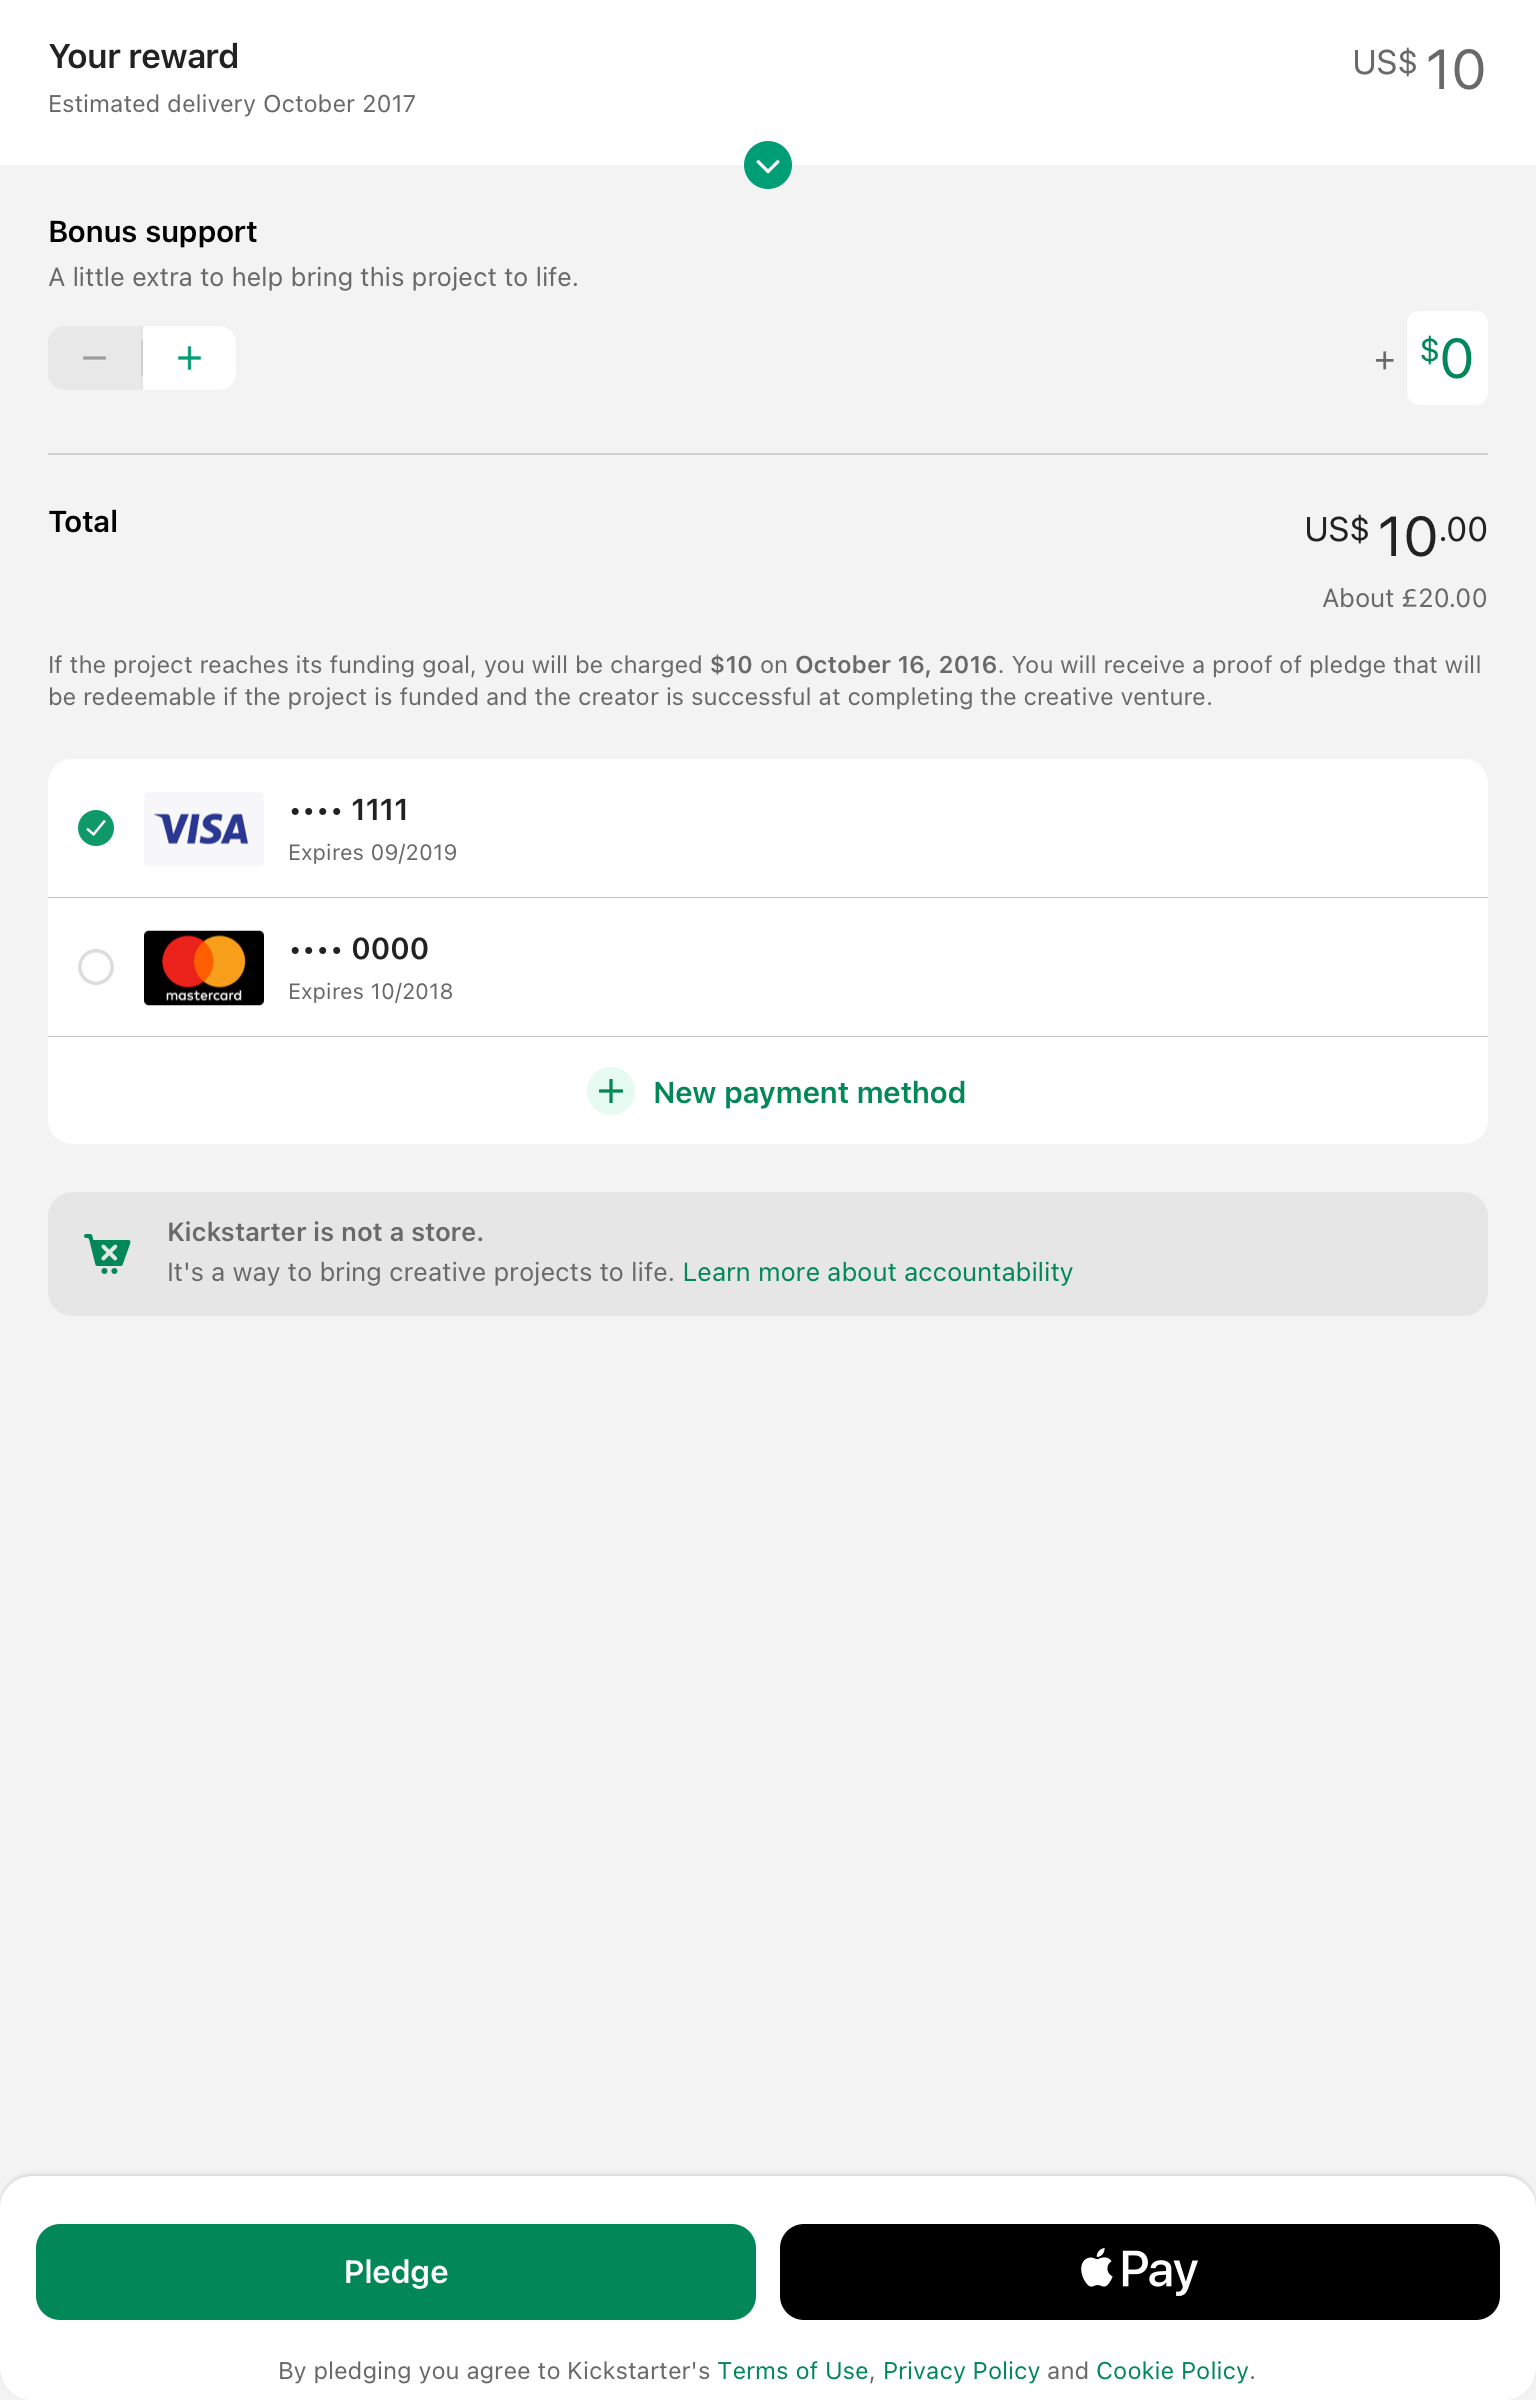 Your reward
US$ 10
Estimated delivery October 2017
Bonus support
A little extra to help bring this project to life.
− +
+ $0
Total
US$ 10.00
About £20.00
If the project reaches its funding goal, you will be charged $10 on October 16, 2016. You will receive a proof of pledge that will
be redeemable if the project is funded and the creator is successful at completing the creative venture.
VISA
•••• 1111
Expires 09/2019
mastercard
•••• 0000
Expires 10/2018
+ New payment method
Kickstarter is not a store.
It's a way to bring creative projects to life. Learn more about accountability
Pledge
Pay
By pledging you agree to Kickstarter's Terms of Use, Privacy Policy and Cookie Policy.